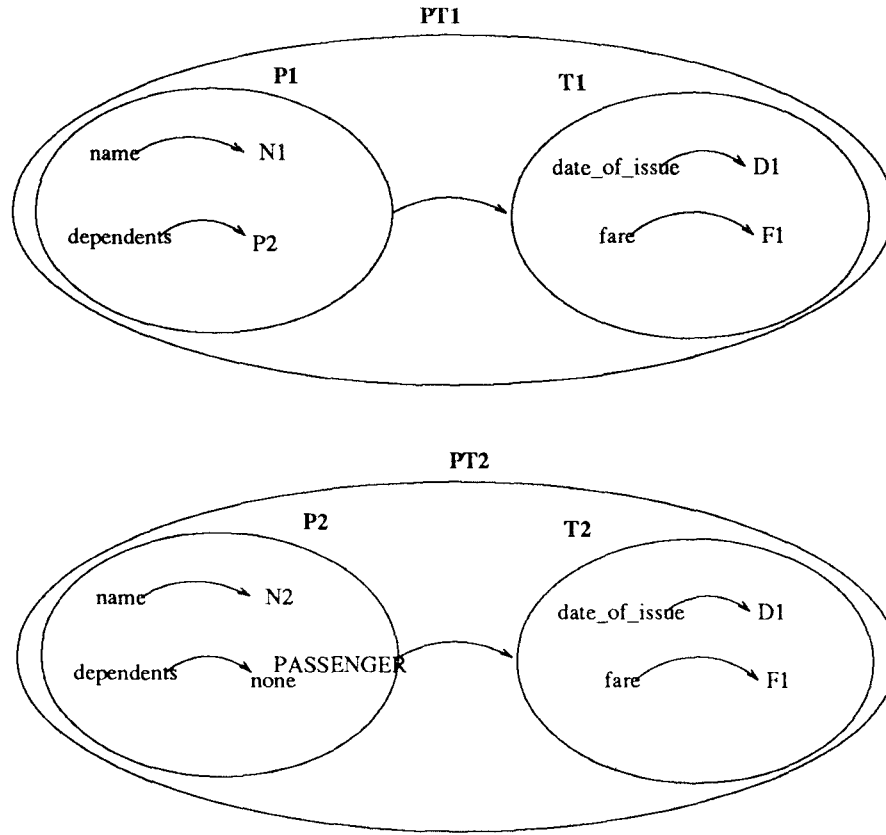 PT1
P1 T1
name N1 date_of_issue D1
dependents P2 fare F1
PT2
P2 T2
name N2 date_of_issue D1
dependents none PASSENGER fare F1